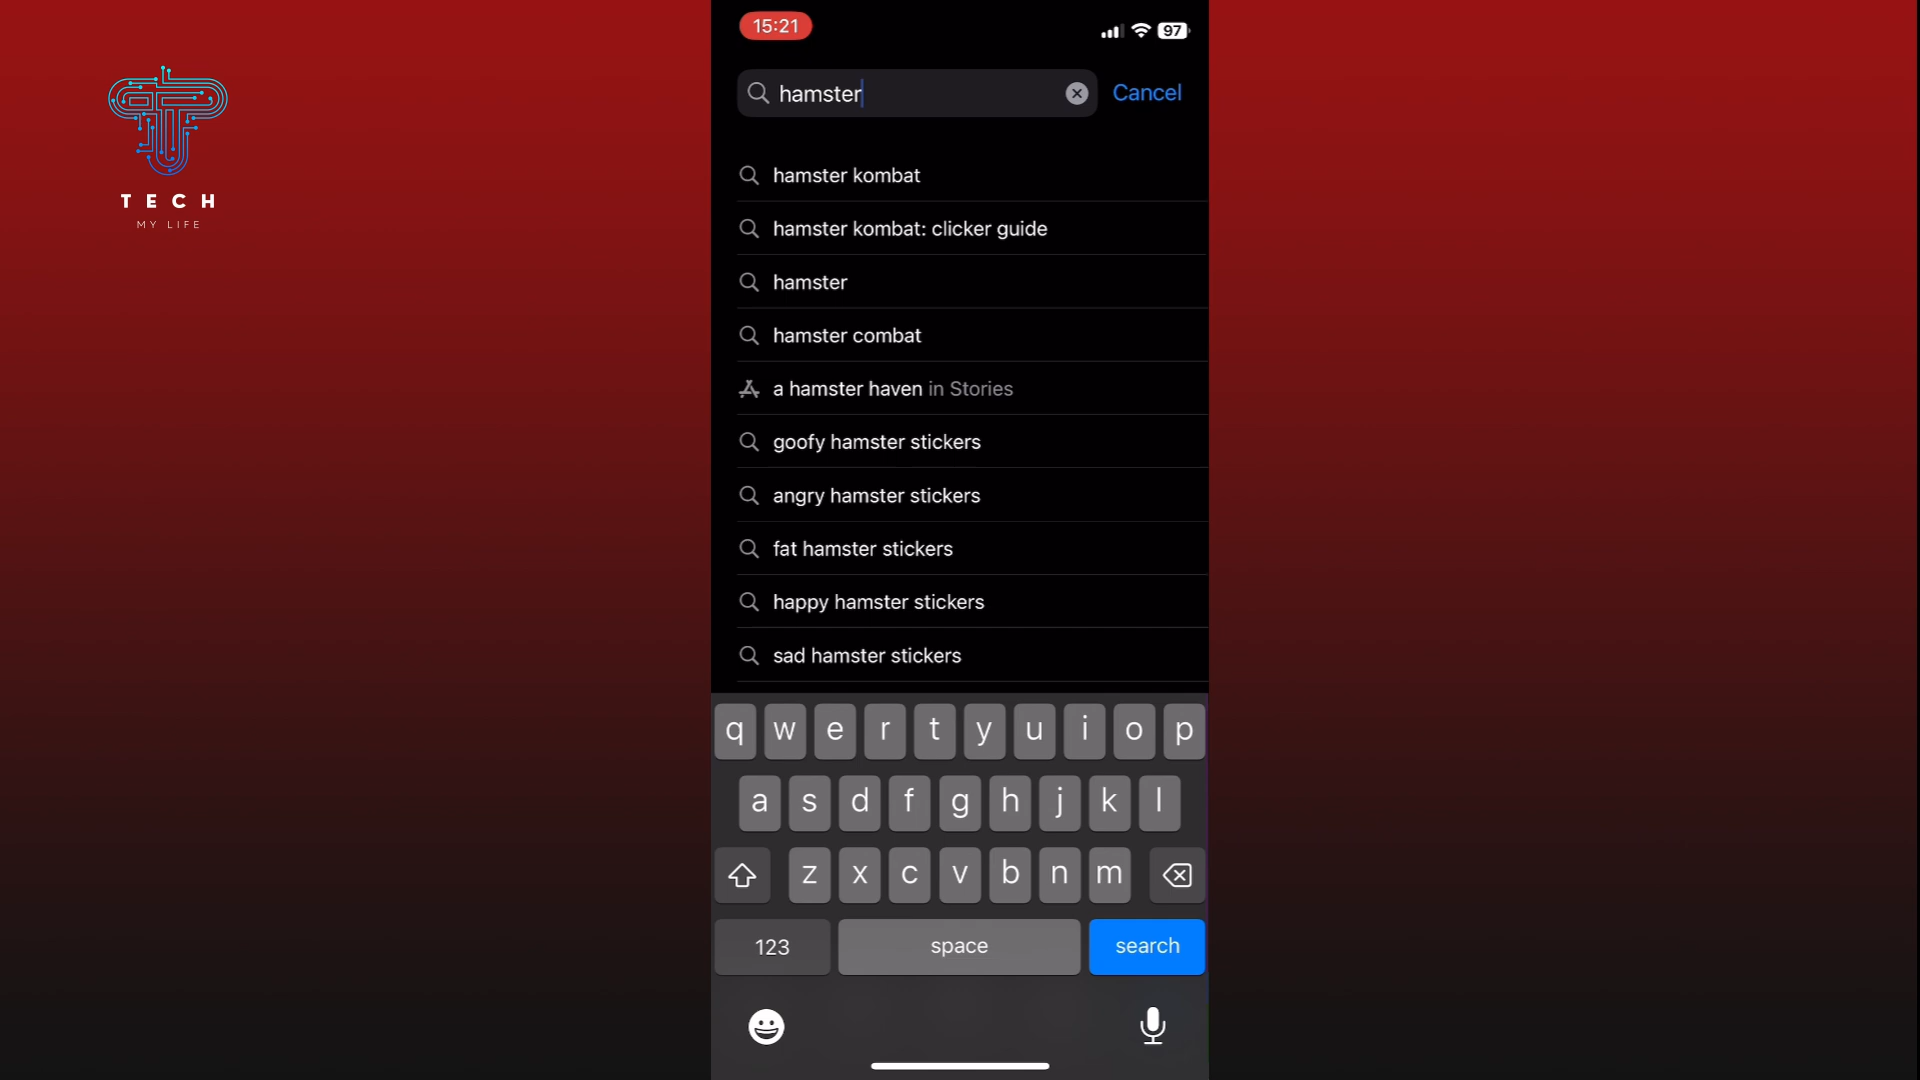 TECH
MY LIFE
15:21
97
hamster
Cancel
hamster kombat
hamster kombat: clicker guide
hamster
hamster combat
a hamster haven in Stories
goofy hamster stickers
angry hamster stickers
fat hamster stickers
happy hamster stickers
sad hamster stickers
q w e r t y u i o p
a s d f g h j k l
z x c v b n m
123 space search